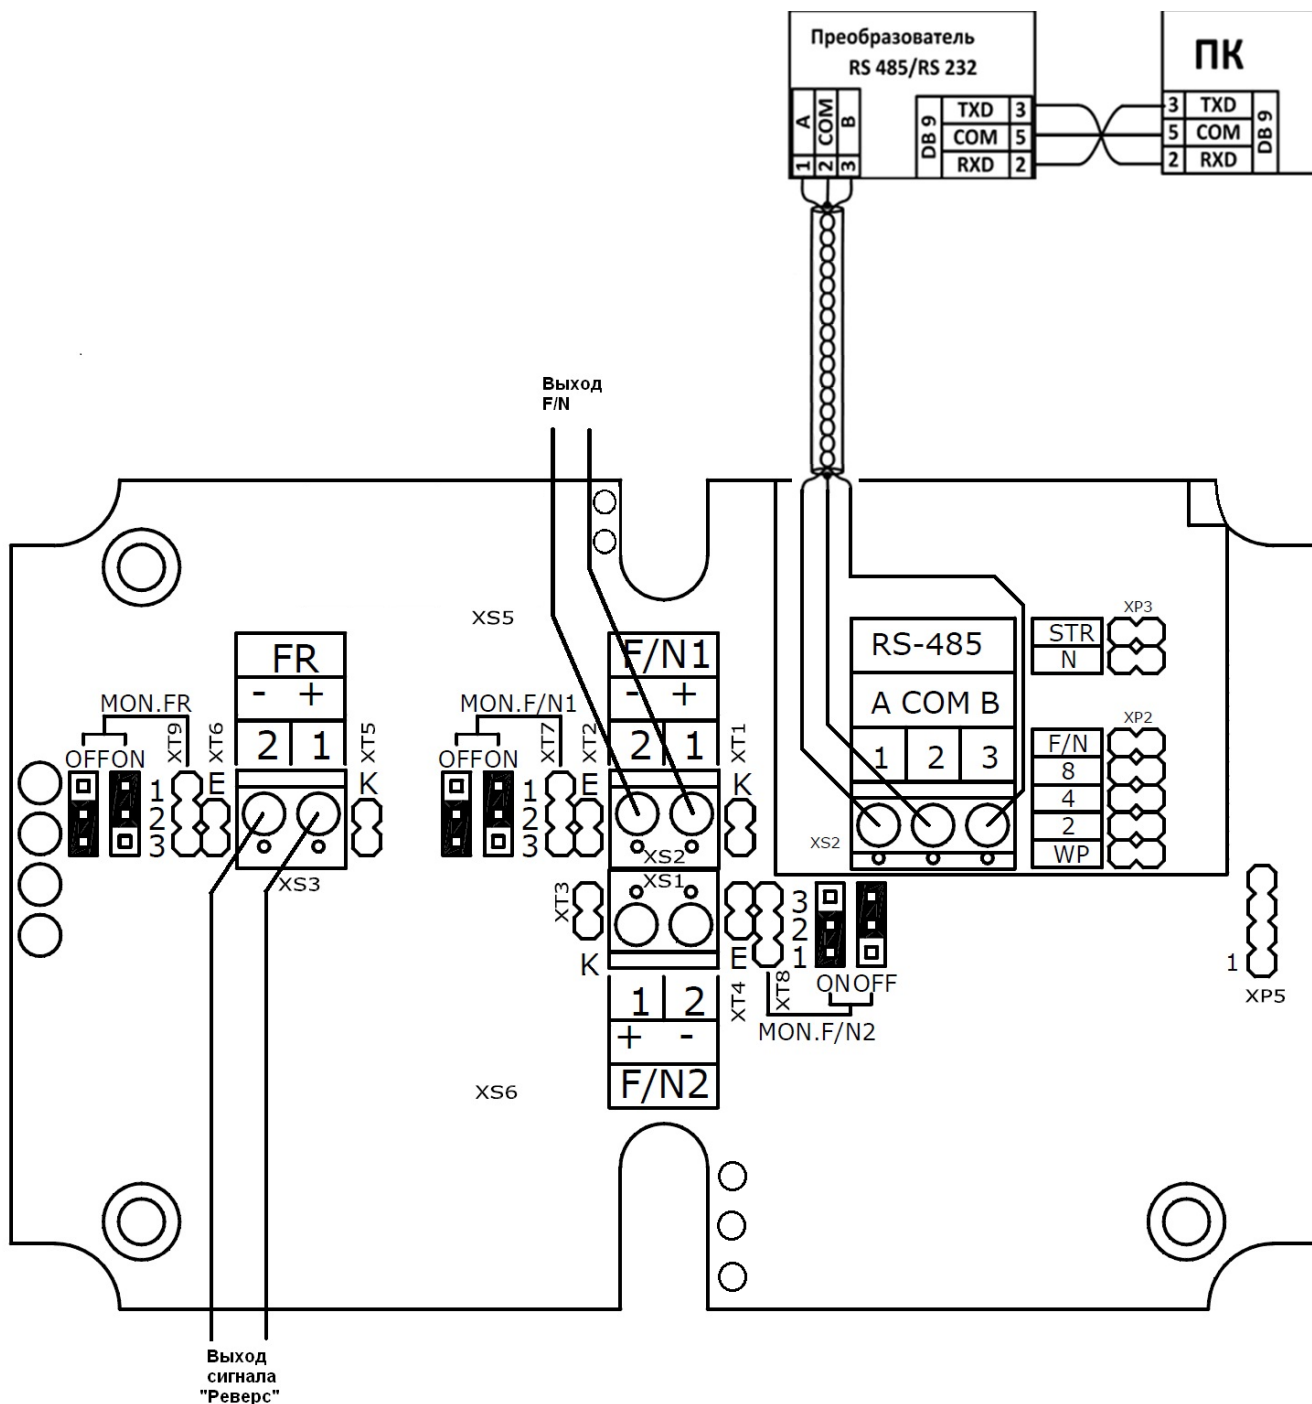 Преобразователь
RS 485/RS 232
ПК
A
COM
B
1
2
3
DB 9
TXD 3
COM 5
RXD 2
3 TXD
5 COM
2 RXD
DB 9
Выход
F/N
XS5
FR
- +
2 1
MON.FR
OFF ON
XT9
XT6
XT5
1
2
3
E
K
XS3
MON.F/N1
OFF ON
XT7
XT2
XT1
1
2
3
E
K
F/N1
- +
2 1
XS2
XS1
XT3
K
E
XT4
XT8
1 2
+ -
F/N2
3
2
1
ON OFF
MON.F/N2
XS6
RS-485
A COM B
1 2 3
XS2
XP3
STR
N
XP2
F/N
8
4
2
WP
1
XP5
Выход
сигнала
"Реверс"